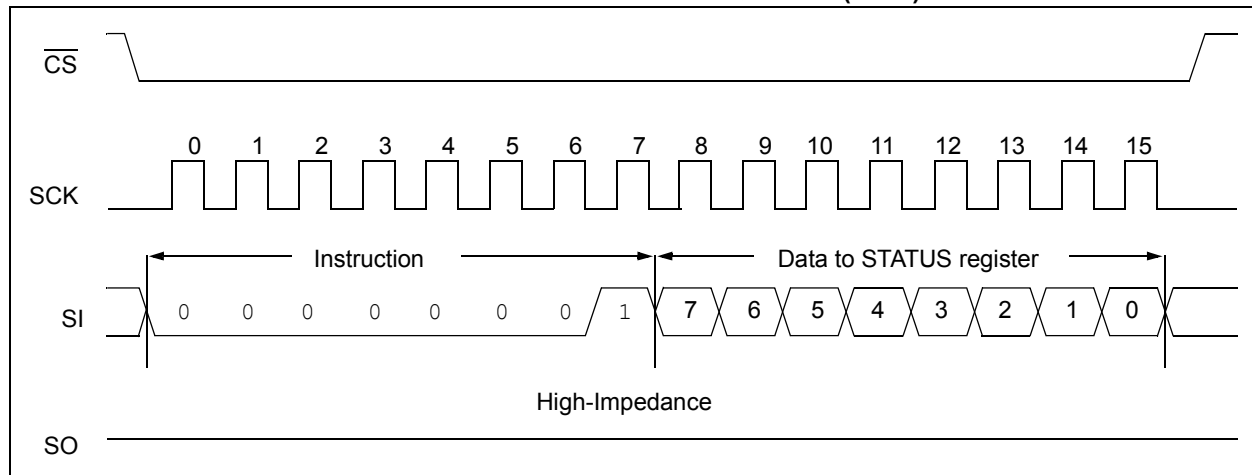 CS
0 1 2 3 4 5 6 7 8 9 10 11 12 13 14 15
SCK
Instruction Data to STATUS register
SI 0 0 0 0 0 0 0 1 7 6 5 4 3 2 1 0
High-Impedance
SO